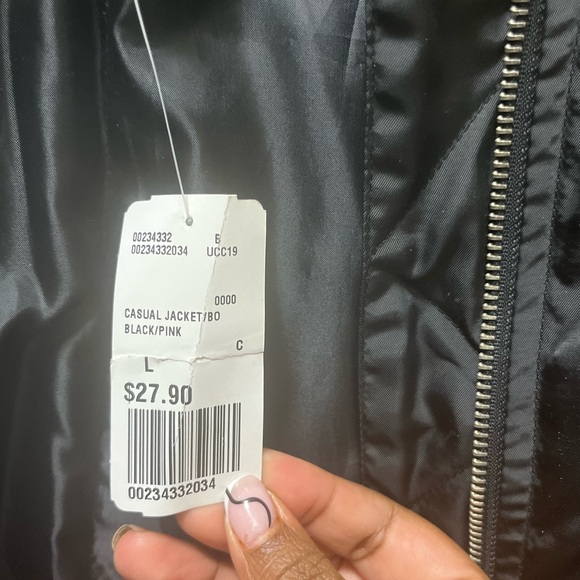 00234332 B
00234332034 UCC19
0000
CASUAL JACKET/BO
BLACK/PINK
C
L
$27.90
00234332034